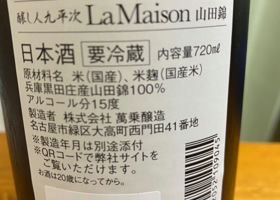 醸し人九平次 La Maison 山田錦
日本酒 要冷蔵 内容量720ml
原材料名 米(国産)、米麹(国産米)
兵庫黒田庄産山田錦100%
アルコール分15度
製造者 株式会社 萬乗醸造
名古屋市緑区大高町西門田41番地
※製造年月は別途添付
※QRコードで弊社サイトを
ご覧いただけます。
お酒は20歳になってから。